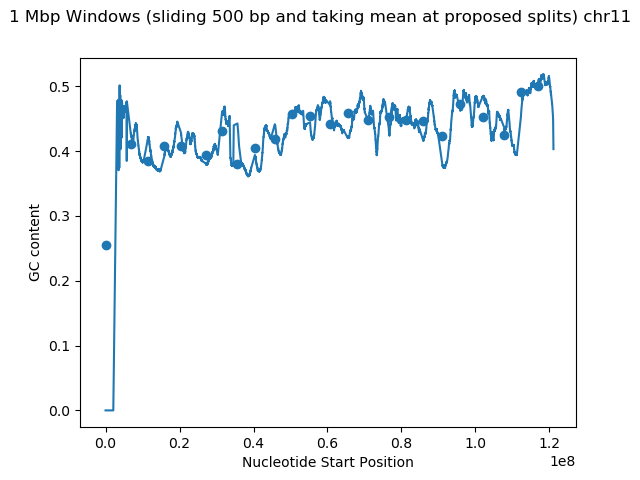 1 Mbp Windows (sliding 500 bp and taking mean at proposed splits) chr11
0.5
0.4
0.3
0.2
0.1
0.0
GC content
0.0 0.2 0.4 0.6 0.8 1.0 1.2
1e8
Nucleotide Start Position